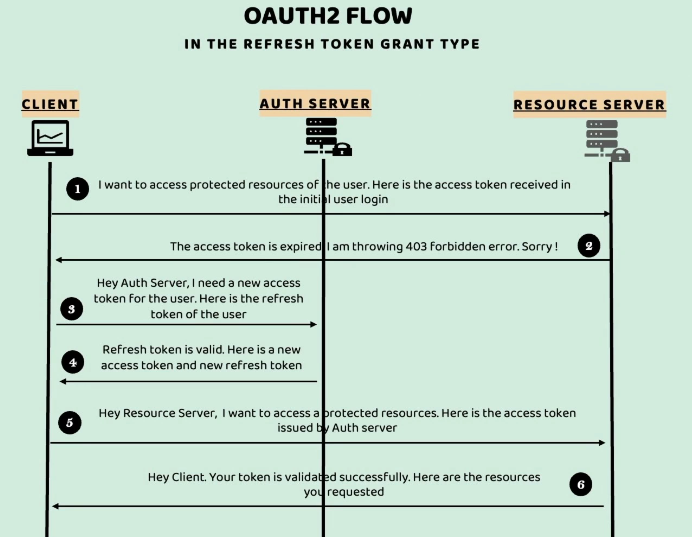 OAUTH2 FLOW
IN THE REFRESH TOKEN GRANT TYPE
CLIENT
AUTH SERVER
RESOURCE SERVER
1
I want to access protected resources of the user. Here is the access token received in
the initial user login
The access token is expired. I am throwing 403 forbidden error. Sorry !
2
Hey Auth Server, I need a new access
token for the user. Here is the refresh
token of the user
3
Refresh token is valid. Here is a new
access token and new refresh token
4
Hey Resource Server, I want to access a protected resources. Here is the access token
issued by Auth server
5
Hey Client. Your token is validated successfully. Here are the resources
you requested
6